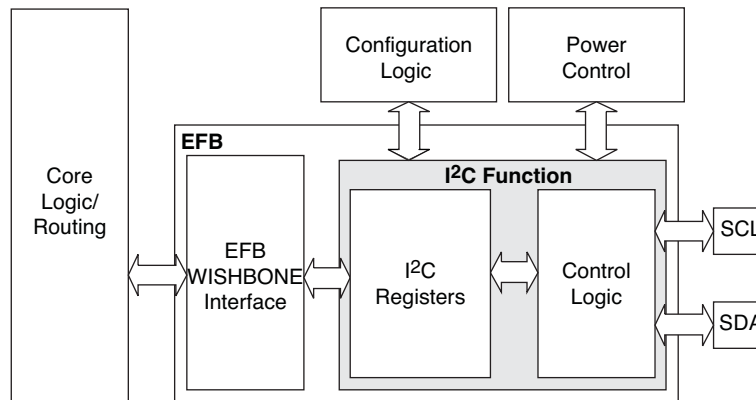 Configuration
Logic
Power
Control
EFB
I²C Function
Core
Logic/
Routing
EFB
WISHBONE
Interface
I²C
Registers
Control
Logic
SCL
SDA